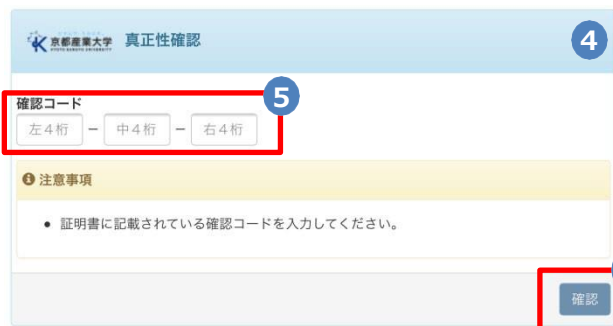 京都産業大学 真正性確認
4
5
確認コード
左4桁 － 中4桁 － 右4桁
注意事項
• 証明書に記載されている確認コードを入力してください。
確認